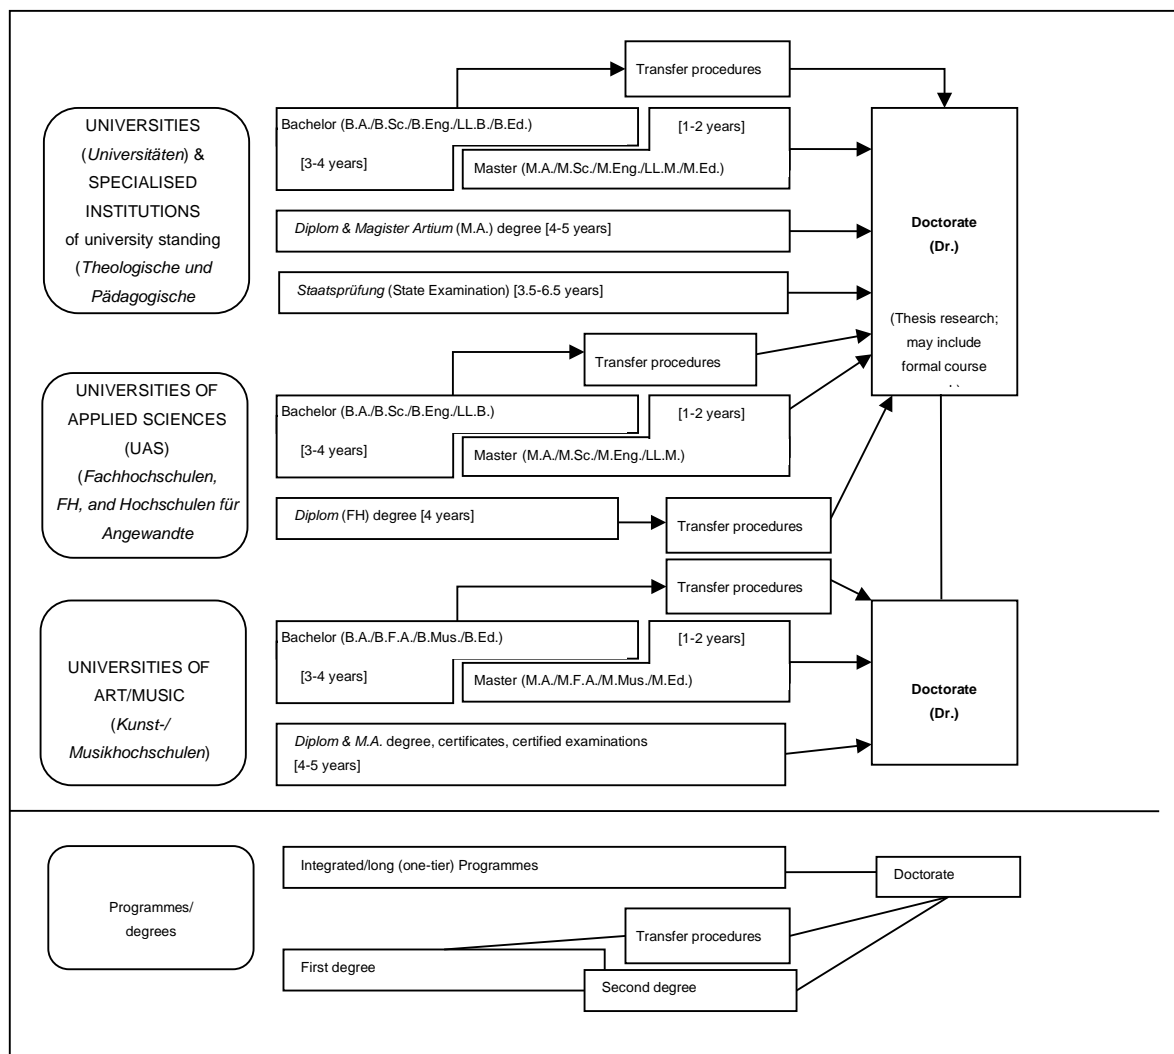 Transfer procedures
UNIVERSITIES
(Universitäten) &
SPECIALISED
INSTITUTIONS
of university standing
(Theologische und
Pädagogische
Bachelor (B.A./B.Sc./B.Eng./LL.B./B.Ed.)
[3-4 years]
[1-2 years]
Master (M.A./M.Sc./M.Eng./LL.M./M.Ed.)
Diplom & Magister Artium (M.A.) degree [4-5 years]
Staatsprüfung (State Examination) [3.5-6.5 years]
Doctorate
(Dr.)
(Thesis research;
may include
formal course
Transfer procedures
UNIVERSITIES OF
APPLIED SCIENCES
(UAS)
(Fachhochschulen,
FH, and Hochschulen für
Angewandte
Bachelor (B.A./B.Sc./B.Eng./LL.B.)
[3-4 years]
[1-2 years]
Master (M.A./M.Sc./M.Eng./LL.M.)
Diplom (FH) degree [4 years]
Transfer procedures
Transfer procedures
UNIVERSITIES OF
ART/MUSIC
(Kunst-/
Musikhochschulen)
Bachelor (B.A./B.F.A./B.Mus./B.Ed.)
[3-4 years]
[1-2 years]
Master (M.A./M.F.A./M.Mus./M.Ed.)
Diplom & M.A. degree, certificates, certified examinations
[4-5 years]
Doctorate
(Dr.)
Programmes/
degrees
Integrated/long (one-tier) Programmes
Doctorate
Transfer procedures
First degree
Second degree